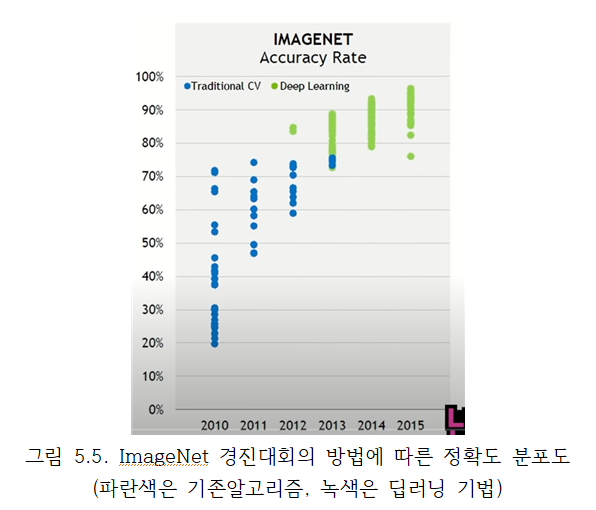 IMAGENET
Accuracy Rate
100%
Traditional CV Deep Learning
90%
80%
70%
60%
50%
40%
30%
20%
10%
0%
2010 2011 2012 2013 2014 2015
그림 5.5. ImageNet 경진대회의 방법에 따른 정확도 분포도
(파란색은 기존알고리즘, 녹색은 딥러닝 기법)